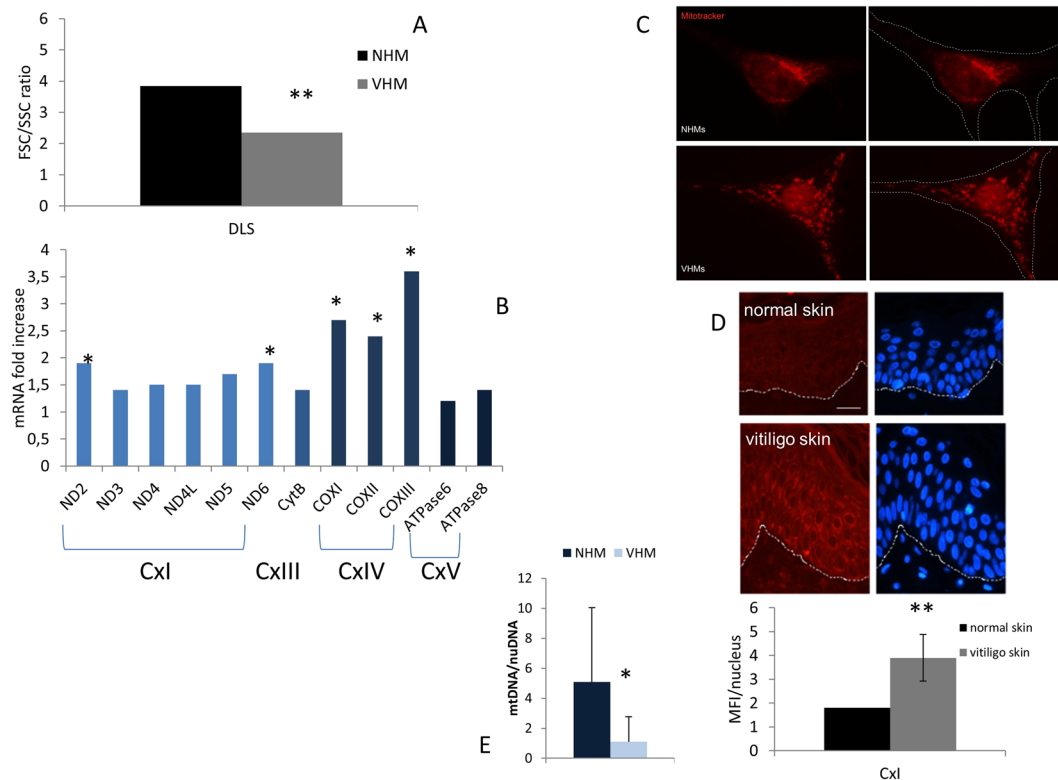 A
FSC/SSC ratio
6
5
4
3
2
1
0
NHM
VHM
**
DLS
B
mRNA fold increase
4
3,5
3
2,5
2
1,5
1
0,5
0
* * * * *
ND2 ND3 ND4 ND4L ND5 ND6 CytB COXI COXII COXIII ATPase6 ATPase8
CxI CxIII CxIV CxV
C
Mitotracker
NHMs
VHMs
D
normal skin
vitiligo skin
MFI/nucleus
6
5
4
3
2
1
0
**
normal skin
vitiligo skin
CxI
E
NHM VHM
mtDNA/nuDNA
12
10
8
6
4
2
0
*